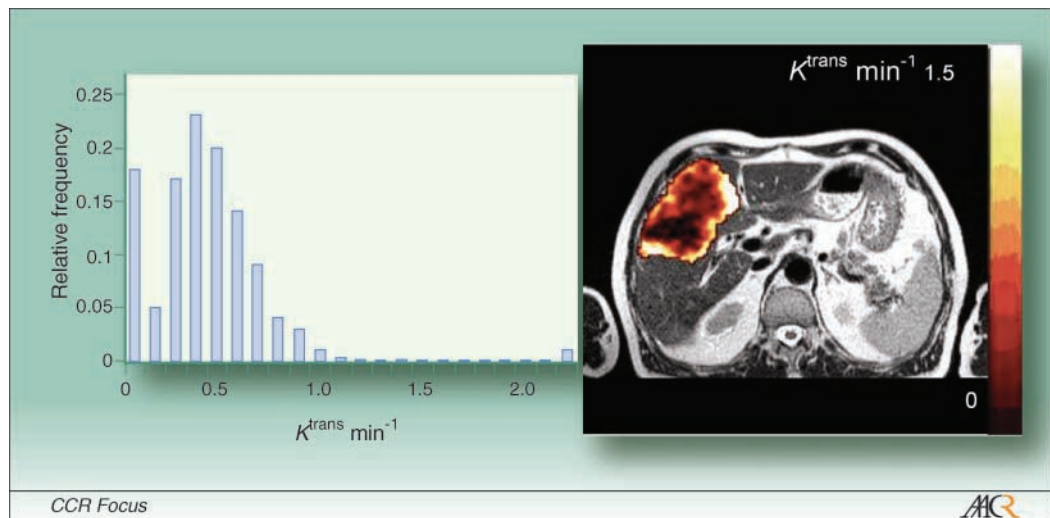 0.25
0.2
0.15
0.1
0.05
0
Relative frequency
0 0.5 1.0 1.5 2.0
Kᵗʳᵃⁿˢ min⁻¹
Kᵗʳᵃⁿˢ min⁻¹ 1.5
0
CCR Focus
AACR